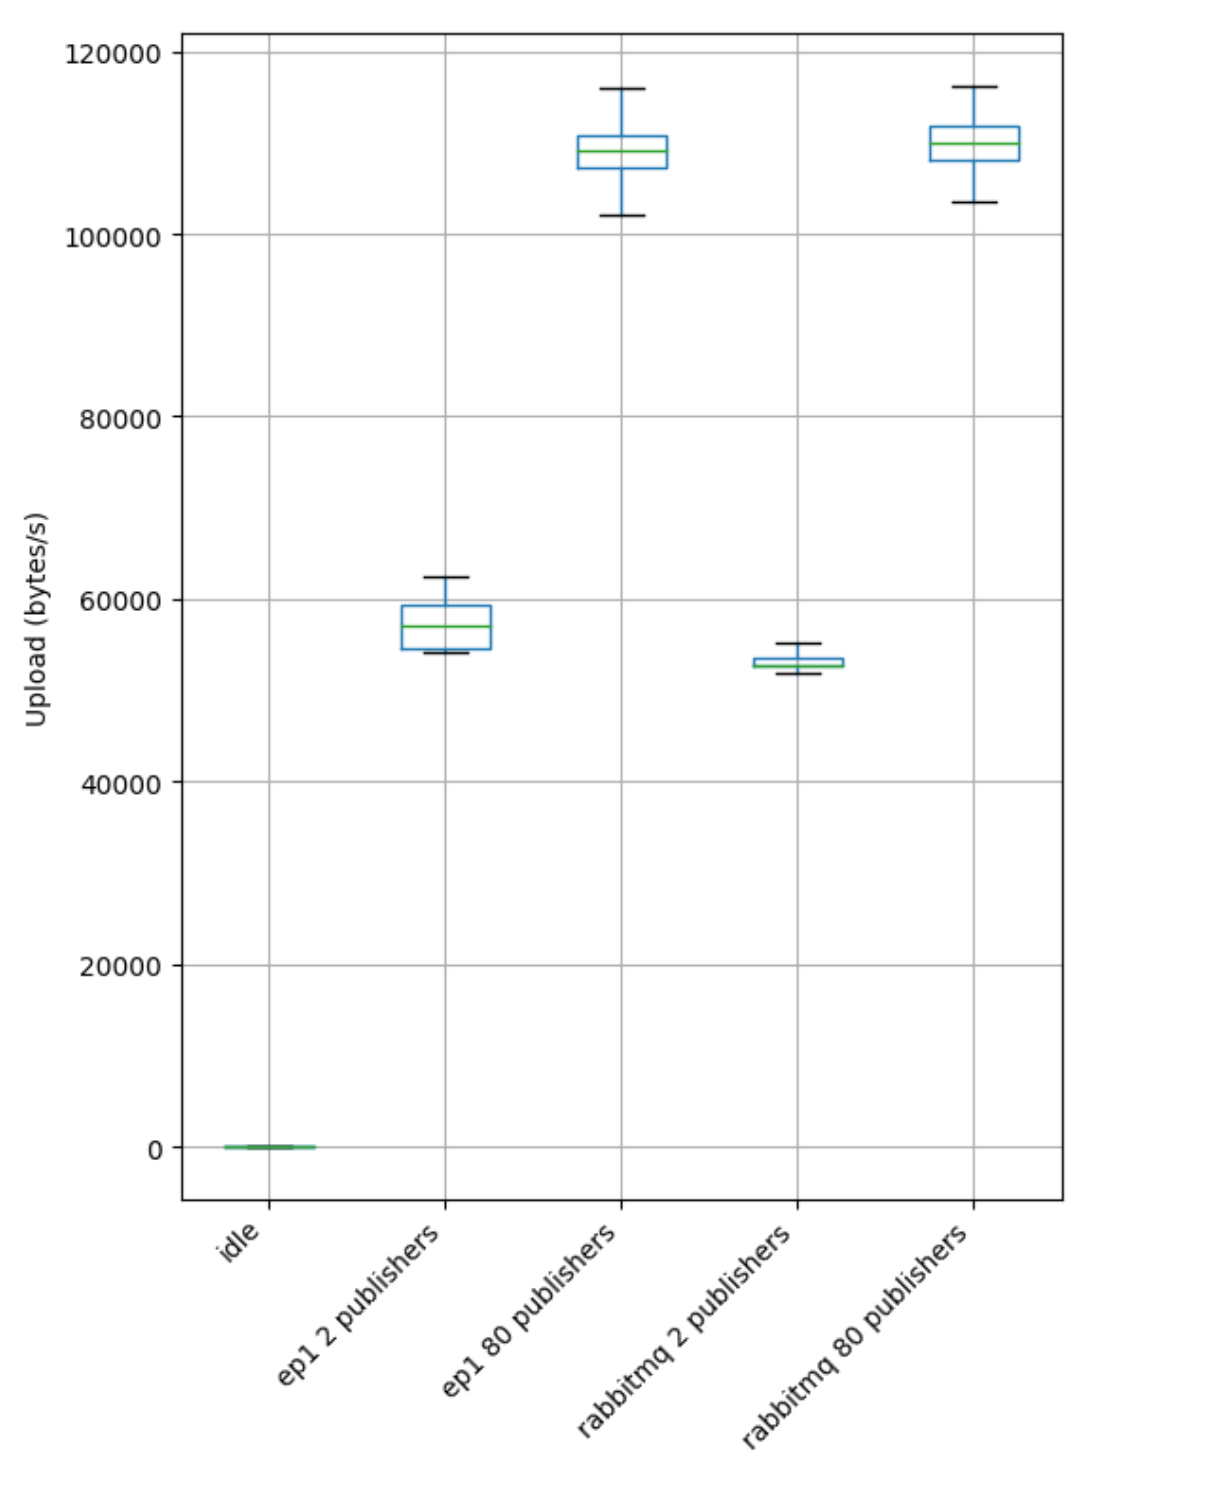 120000
100000
80000
60000
40000
20000
0
Upload (bytes/s)
idle
ep1 2 publishers
ep1 80 publishers
rabbitmq 2 publishers
rabbitmq 80 publishers